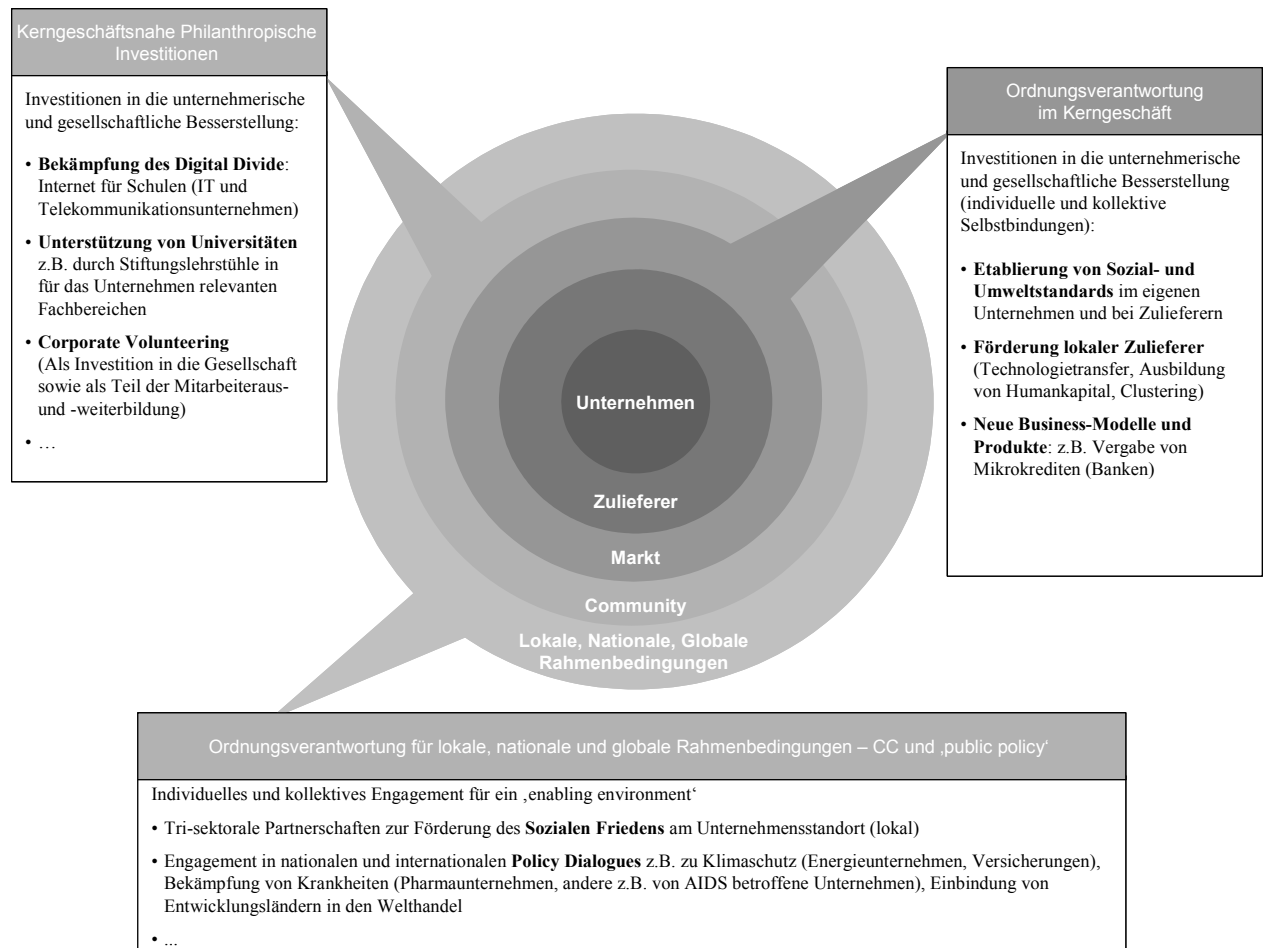 Kerngeschäftsnahe Philanthropische
Investitionen
Investitionen in die unternehmerische
und gesellschaftliche Besserstellung:
• Bekämpfung des Digital Divide:
Internet für Schulen (IT und
Telekommunikationsunternehmen)
• Unterstützung von Universitäten
z.B. durch Stiftungslehrstühle in
für das Unternehmen relevanten
Fachbereichen
• Corporate Volunteering
(Als Investition in die Gesellschaft
sowie als Teil der Mitarbeiteraus-
und -weiterbildung)
• …
Ordnungsverantwortung
im Kerngeschäft
Investitionen in die unternehmerische
und gesellschaftliche Besserstellung
(individuelle und kollektive
Selbstbindungen):
• Etablierung von Sozial- und
Umweltstandards im eigenen
Unternehmen und bei Zulieferern
• Förderung lokaler Zulieferer
(Technologietransfer, Ausbildung
von Humankapital, Clustering)
• Neue Business-Modelle und
Produkte: z.B. Vergabe von
Mikrokrediten (Banken)
Unternehmen
Zulieferer
Markt
Community
Lokale, Nationale, Globale
Rahmenbedingungen
Ordnungsverantwortung für lokale, nationale und globale Rahmenbedingungen – CC und ‚public policy‘
Individuelles und kollektives Engagement für ein ‚enabling environment‘
• Tri-sektorale Partnerschaften zur Förderung des Sozialen Friedens am Unternehmensstandort (lokal)
• Engagement in nationalen und internationalen Policy Dialogues z.B. zu Klimaschutz (Energieunternehmen, Versicherungen),
Bekämpfung von Krankheiten (Pharmaunternehmen, andere z.B. von AIDS betroffene Unternehmen), Einbindung von
Entwicklungsländern in den Welthandel
• ...